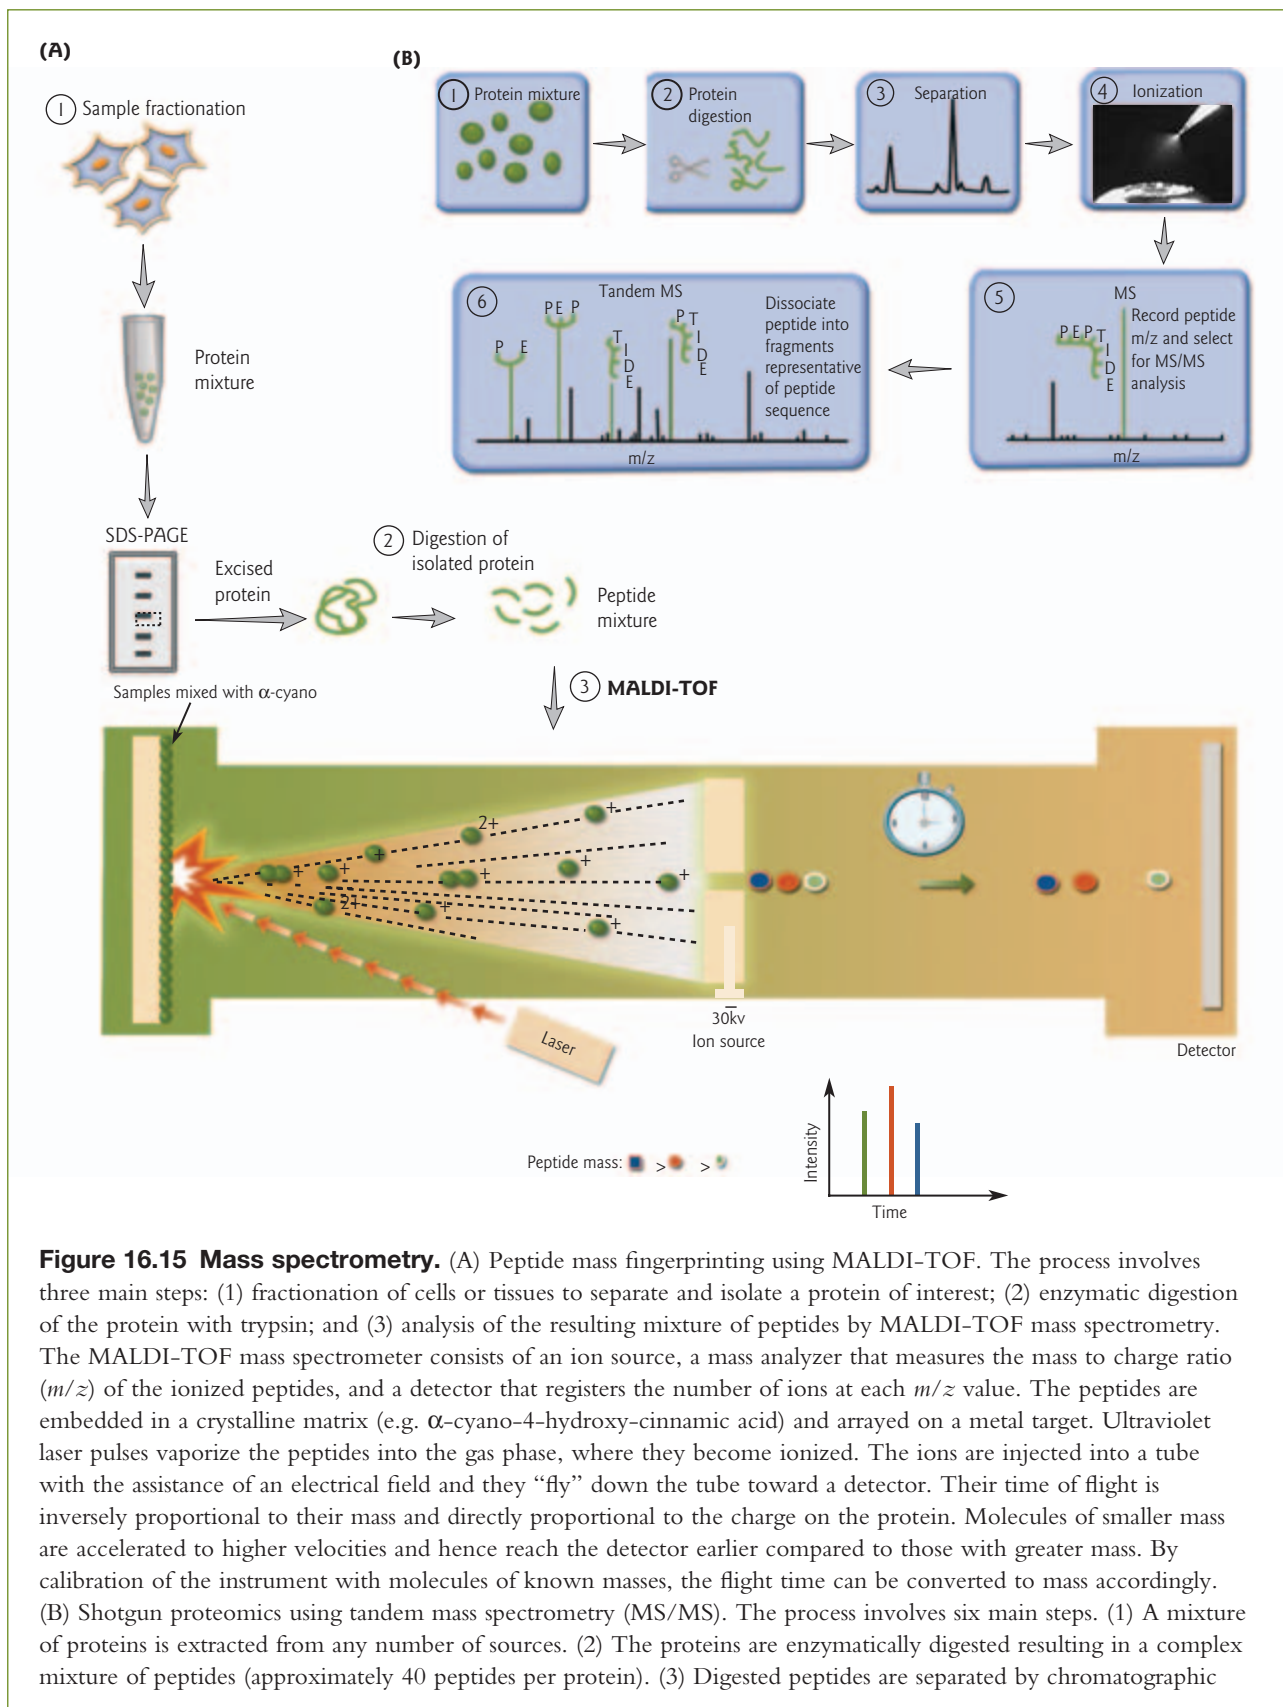 (A)
1 Sample fractionation
Protein
mixture
SDS-PAGE
Excised
protein
2 Digestion of
isolated protein
Peptide
mixture
3 MALDI-TOF
(B)
1 Protein mixture
2 Protein
digestion
3 Separation
4 Ionization
5 MS
Record peptide
m/z and select
for MS/MS
analysis
P E P T I D E
m/z
6 Tandem MS
Dissociate
peptide into
fragments
representative
of peptide
sequence
P E
P E P
T I D E
P T I D E
m/z
Samples mixed with α-cyano
+
2+
+
+
+
+
+
+
2+
+
+
Laser
30kv
Ion source
Detector
Peptide mass: > >
Intensity
Time
Figure 16.15 Mass spectrometry. (A) Peptide mass fingerprinting using MALDI-TOF. The process involves
three main steps: (1) fractionation of cells or tissues to separate and isolate a protein of interest; (2) enzymatic digestion
of the protein with trypsin; and (3) analysis of the resulting mixture of peptides by MALDI-TOF mass spectrometry.
The MALDI-TOF mass spectrometer consists of an ion source, a mass analyzer that measures the mass to charge ratio
(m/z) of the ionized peptides, and a detector that registers the number of ions at each m/z value. The peptides are
embedded in a crystalline matrix (e.g. α-cyano-4-hydroxy-cinnamic acid) and arrayed on a metal target. Ultraviolet
laser pulses vaporize the peptides into the gas phase, where they become ionized. The ions are injected into a tube
with the assistance of an electrical field and they “fly” down the tube toward a detector. Their time of flight is
inversely proportional to their mass and directly proportional to the charge on the protein. Molecules of smaller mass
are accelerated to higher velocities and hence reach the detector earlier compared to those with greater mass. By
calibration of the instrument with molecules of known masses, the flight time can be converted to mass accordingly.
(B) Shotgun proteomics using tandem mass spectrometry (MS/MS). The process involves six main steps. (1) A mixture
of proteins is extracted from any number of sources. (2) The proteins are enzymatically digested resulting in a complex
mixture of peptides (approximately 40 peptides per protein). (3) Digested peptides are separated by chromatographic